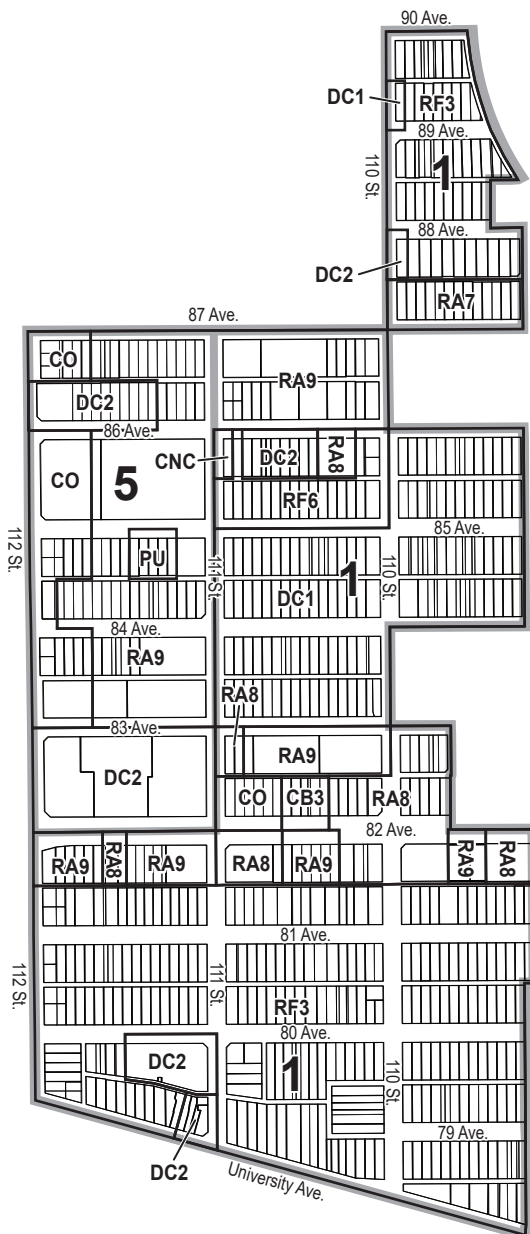 90 Ave.
DC1
RF3
89 Ave.
110 St.
1
88 Ave.
DC2
RA7
87 Ave.
CO
RA9
DC2
86 Ave.
CNC
DC2
RA8
CO
5
RF6
112 St.
85 Ave.
PU
111 St.
1
110 St.
DC1
84 Ave.
RA9
RA8
83 Ave.
DC2
RA9
CO
CB3
RA8
82 Ave.
RA9
RA8
RA9
RA8
RA9
RA9
RA8
81 Ave.
112 St.
111 St.
RF3
80 Ave.
DC2
1
110 St.
79 Ave.
DC2
University Ave.